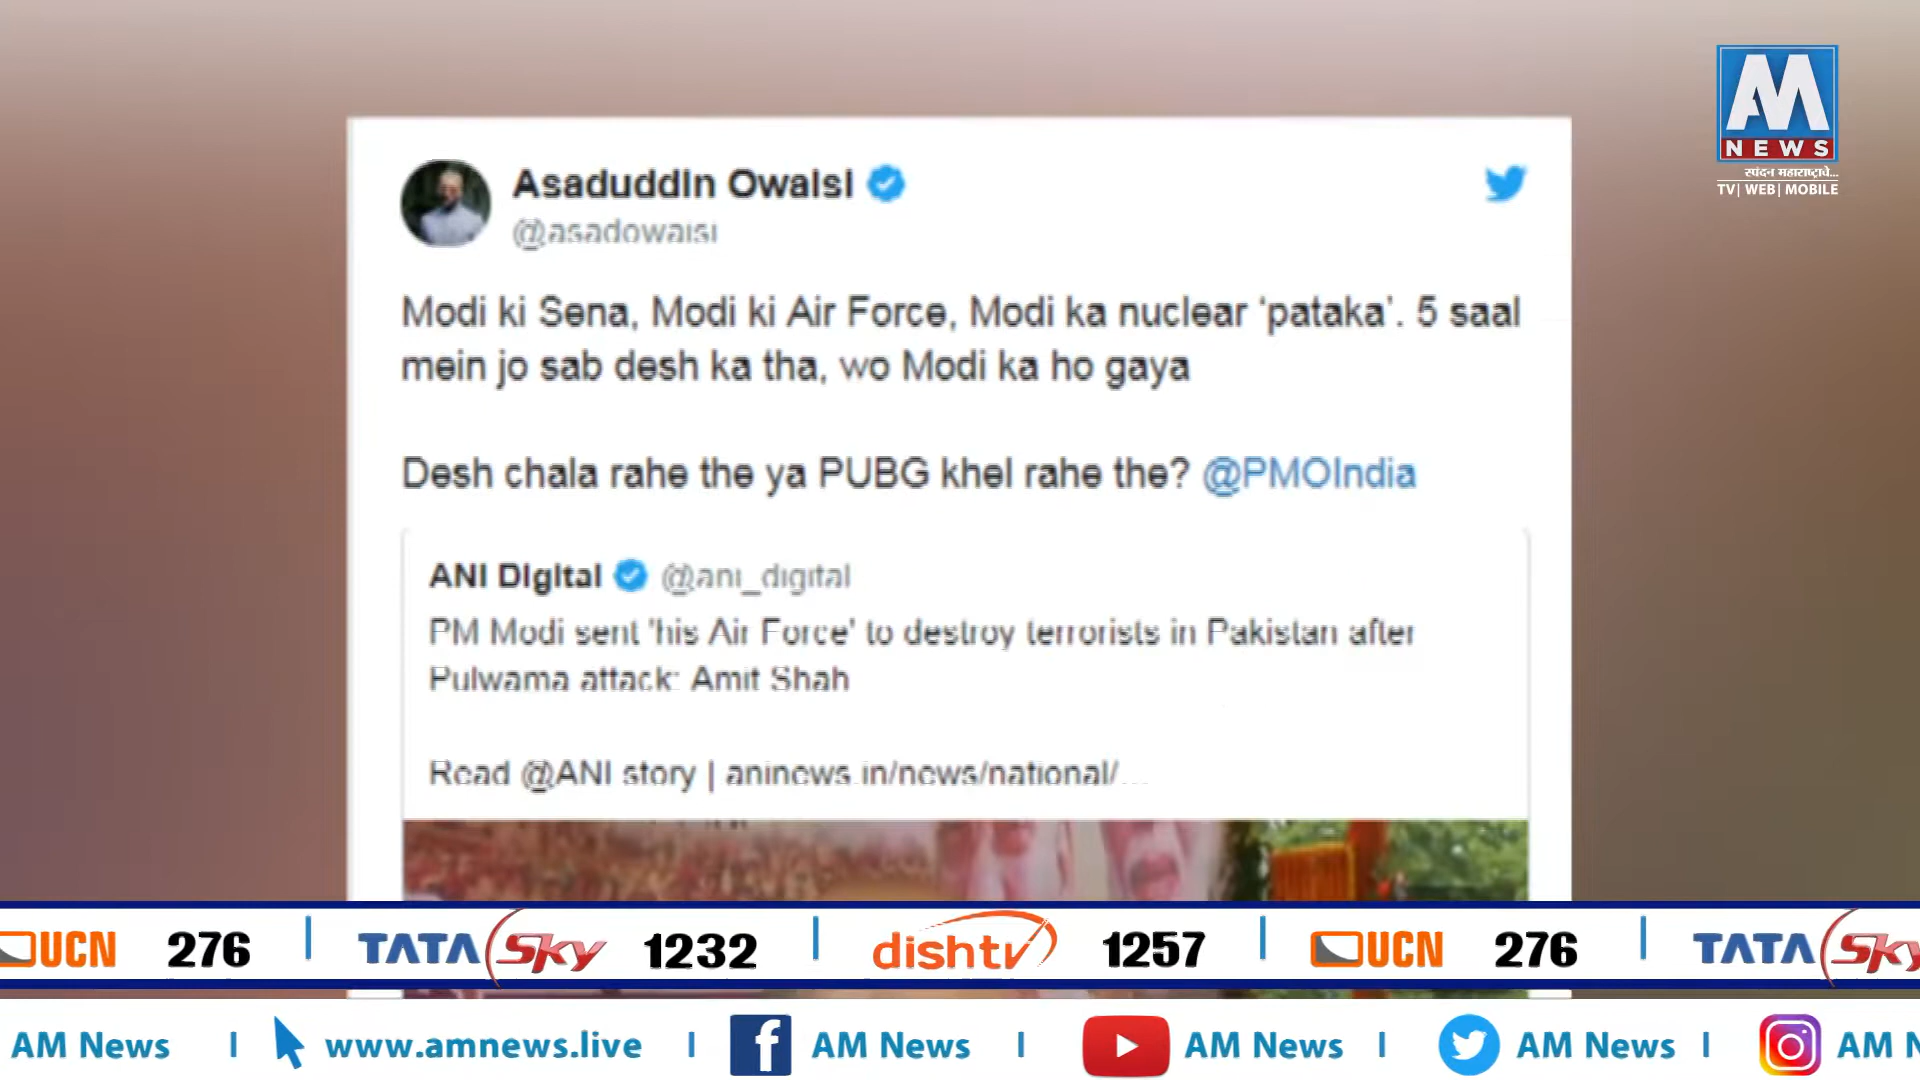 AM
NEWS
स्पंदन महाराष्ट्राचे...
TV| WEB| MOBILE
Asaduddin Owaisi
@asadowaisi
Modi ki Sena, Modi ki Air Force, Modi ka nuclear ‘pataka’. 5 saal
mein jo sab desh ka tha, wo Modi ka ho gaya
Desh chala rahe the ya PUBG khel rahe the? @PMOIndia
ANI Digital @ani_digital
PM Modi sent 'his Air Force' to destroy terrorists in Pakistan after
Pulwama attack: Amit Shah
Read @ANI story | aninews.in/news/national/…
UCN 276 | TATA Sky 1232 | dishtv 1257 | UCN 276 | TATA Sky
AM News | www.amnews.live | AM News | AM News | AM News | AM N